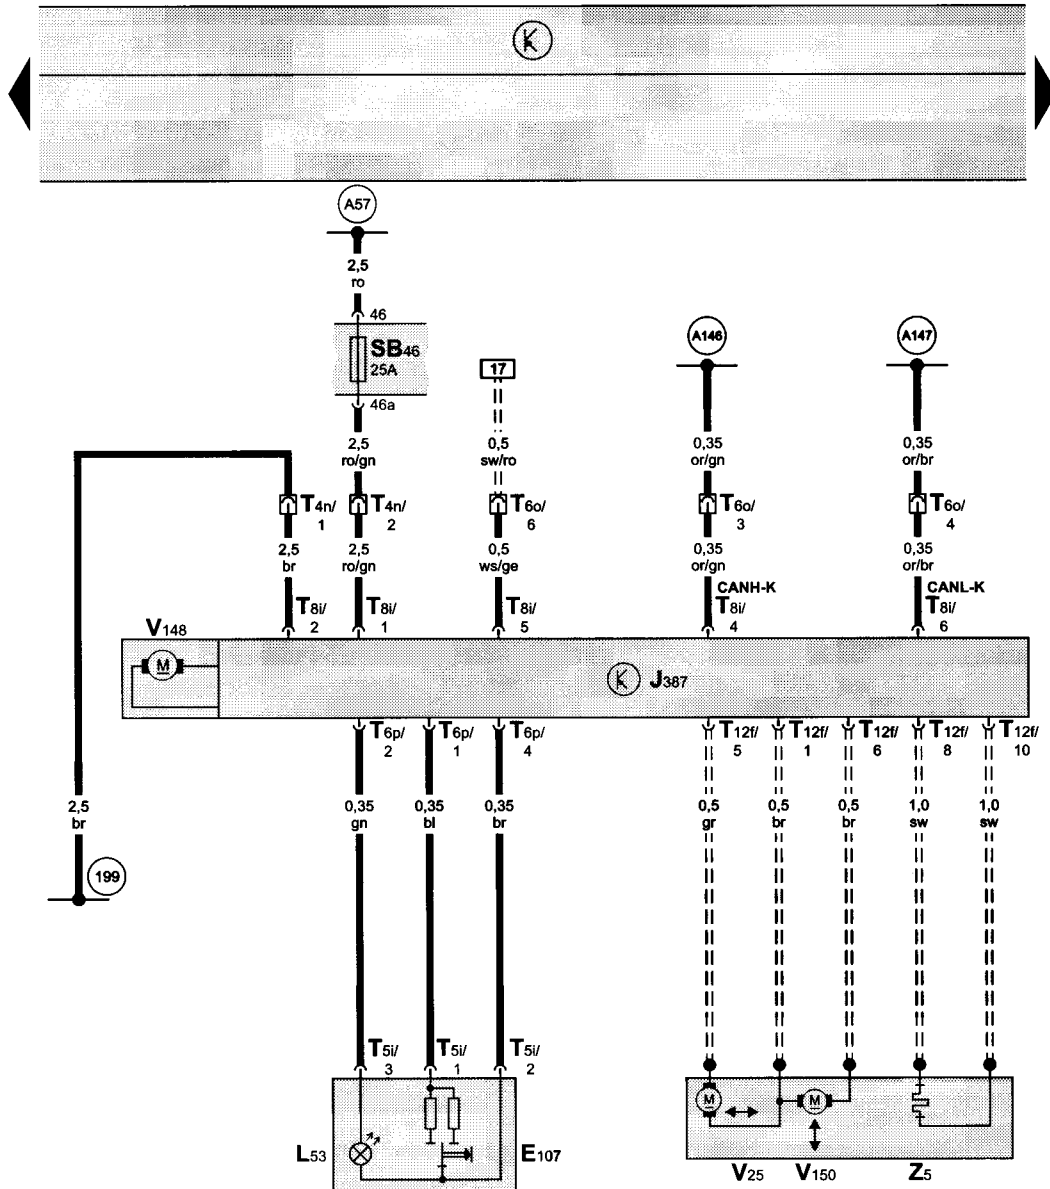 A57
2,5
ro
46
SB46
25A
46a
17
A146
A147
2,5
ro/gn
0,5
sw/ro
0,35
or/gn
0,35
or/br
T4n/
1
T4n/
2
T6o/
6
T6o/
3
T6o/
4
2,5
br
2,5
ro/gn
0,5
ws/ge
0,35
or/gn
0,35
or/br
CANH-K
CANL-K
T8i/
2
T8i/
1
T8i/
5
T8i/
4
T8i/
6
V148
M
J387
T6p/
2
T6p/
1
T6p/
4
T12f/
5
T12f/
1
T12f/
6
T12f/
8
T12f/
10
2,5
br
0,35
gn
0,35
bl
0,35
br
0,5
gr
0,5
br
0,5
br
1,0
sw
1,0
sw
199
T5i/
3
T5i/
1
T5i/
2
M
M
L53
E107
V25
V150
Z5